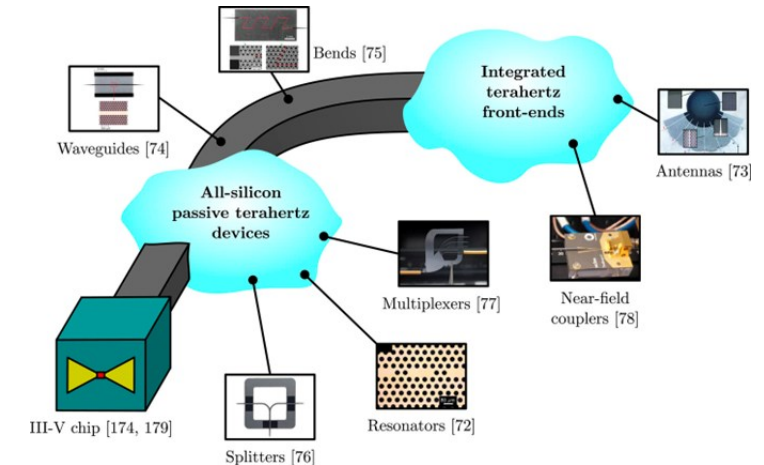 Bends [75]
Integrated
terahertz
front-ends
Waveguides [74]
Antennas [73]
All-silicon
passive terahertz
devices
Multiplexers [77]
Near-field
couplers [78]
III-V chip [174, 179]
Resonators [72]
Splitters [76]